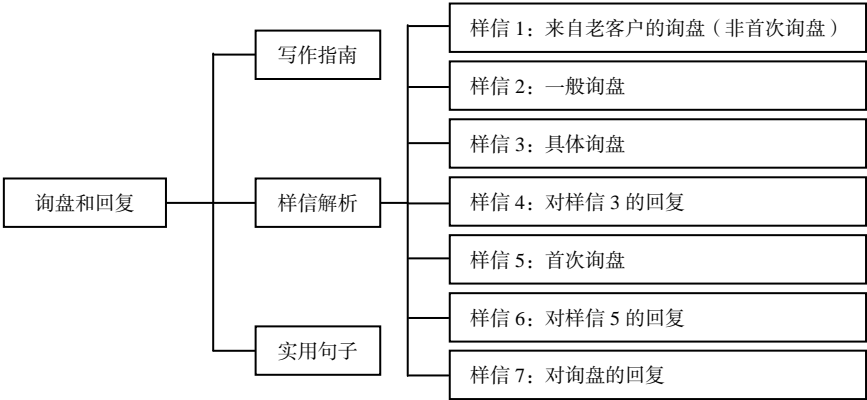 询盘和回复
写作指南
样信解析
实用句子
样信 1：来自老客户的询盘（非首次询盘）
样信 2：一般询盘
样信 3：具体询盘
样信 4：对样信 3 的回复
样信 5：首次询盘
样信 6：对样信 5 的回复
样信 7：对询盘的回复